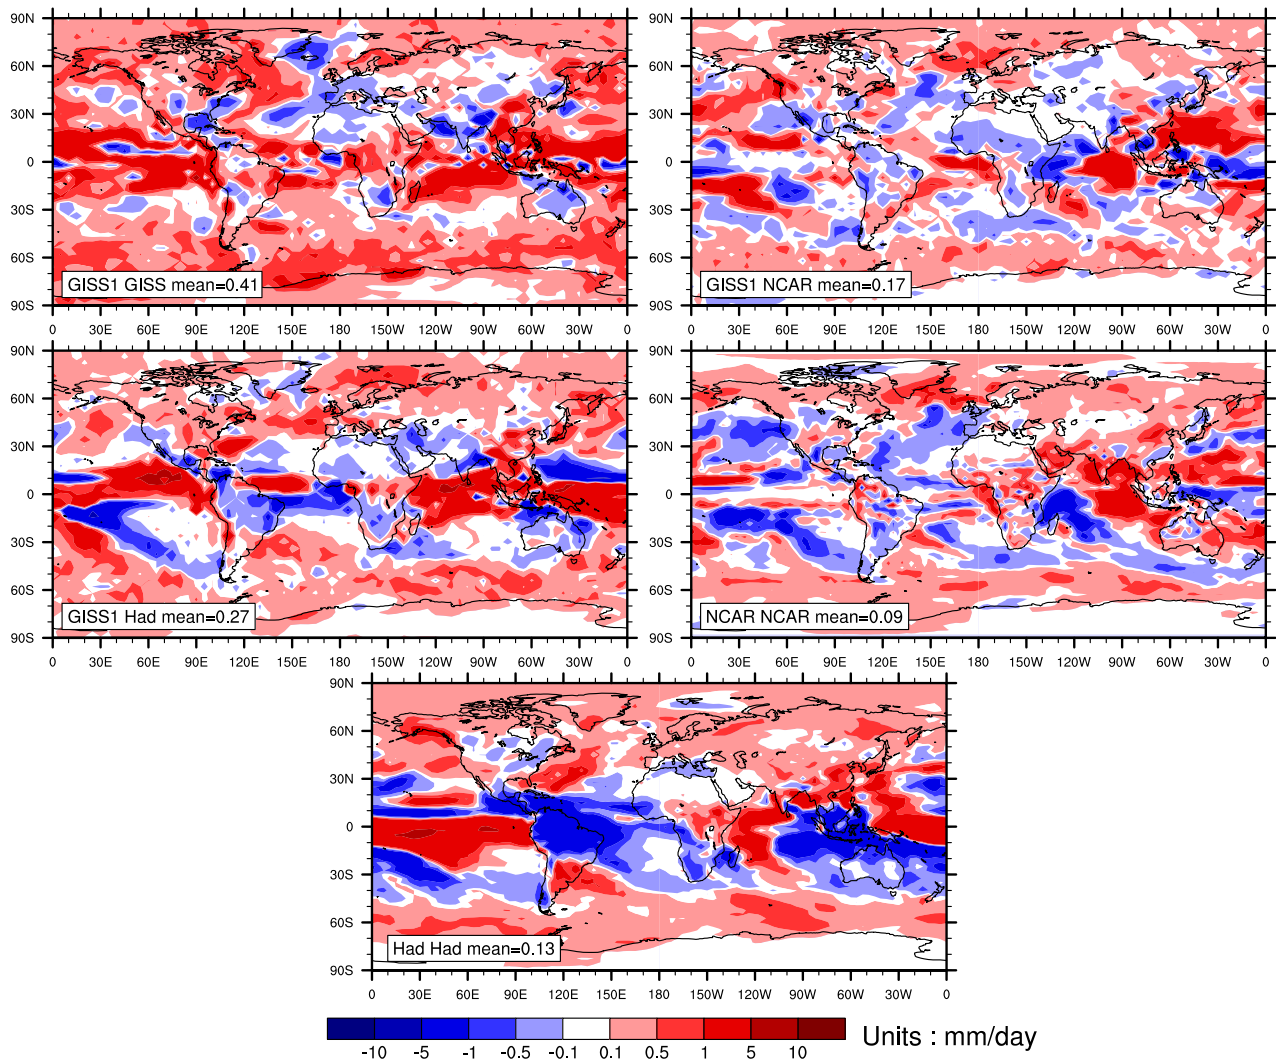 90N
60N
30N
0
30S
60S
90S
GISS1 GISS mean=0.41
0 30E 60E 90E 120E 150E 180 150W 120W 90W 60W 30W 0
90N
60N
30N
0
30S
60S
90S
GISS1 NCAR mean=0.17
0 30E 60E 90E 120E 150E 180 150W 120W 90W 60W 30W 0
90N
60N
30N
0
30S
60S
90S
GISS1 Had mean=0.27
0 30E 60E 90E 120E 150E 180 150W 120W 90W 60W 30W 0
90N
60N
30N
0
30S
60S
90S
NCAR NCAR mean=0.09
0 30E 60E 90E 120E 150E 180 150W 120W 90W 60W 30W 0
90N
60N
30N
0
30S
60S
90S
Had Had mean=0.13
0 30E 60E 90E 120E 150E 180 150W 120W 90W 60W 30W 0
-10 -5 -1 -0.5 -0.1 0.1 0.5 1 5 10
Units : mm/day